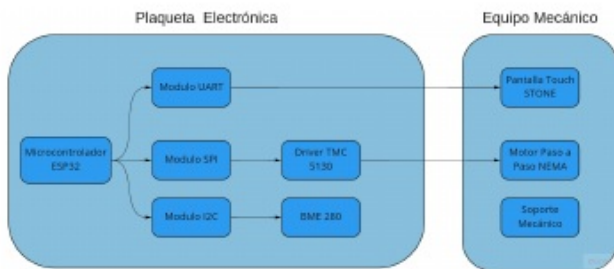 Plaqueta Electrónica
Equipo Mecánico
Modulo UART
Pantalla Touch
STONE
Microcontrolador
ESP32
Modulo SPI
Driver TMC
5130
Motor Paso a
Paso NEMA
Modulo I2C
BME 280
Soporte
Mecánico